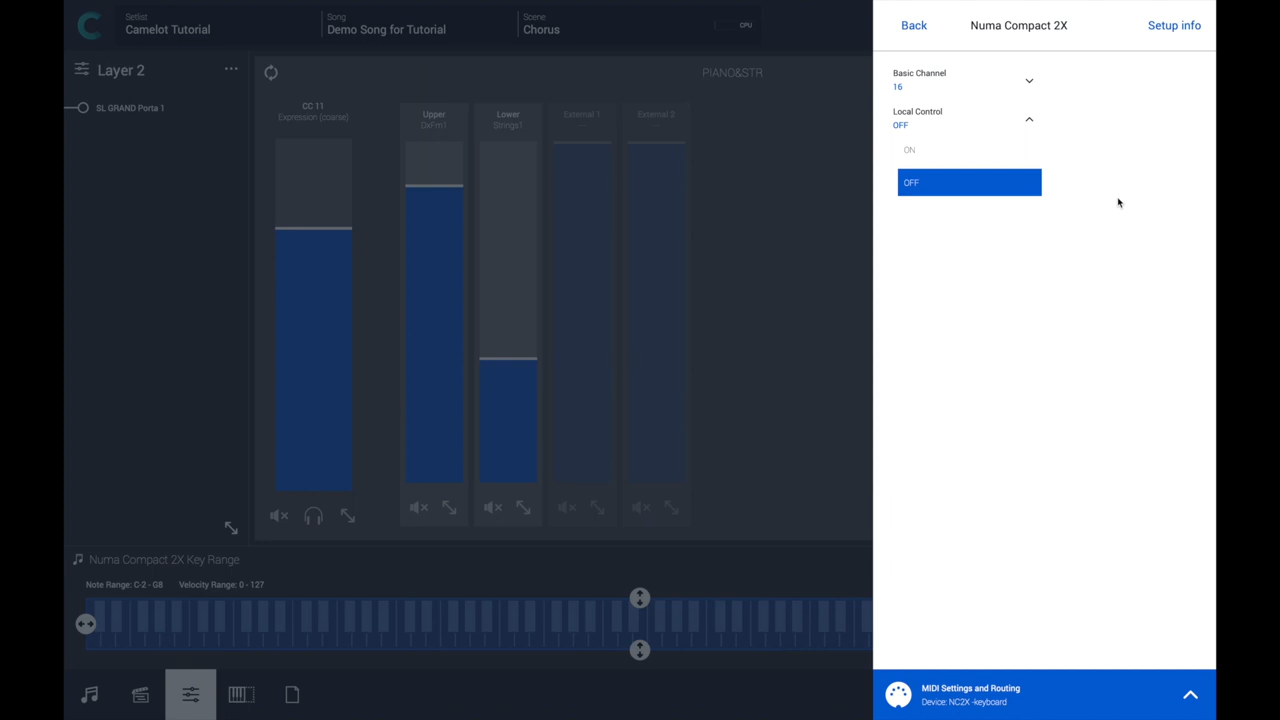 Setlist
Camelot Tutorial
Song
Demo Song for Tutorial
Scene
Chorus
CPU
Back
Numa Compact 2X
Setup info
Layer 2
SL GRAND Porta 1
PIANO&STR
CC 11
Expression (coarse)
Upper
DxFm1
Lower
Strings1
External 1
---
External 2
---
Basic Channel
16
Local Control
OFF
ON
OFF
Numa Compact 2X Key Range
Note Range: C-2 - G8
Velocity Range: 0 - 127
MIDI Settings and Routing
Device: NC2X -keyboard